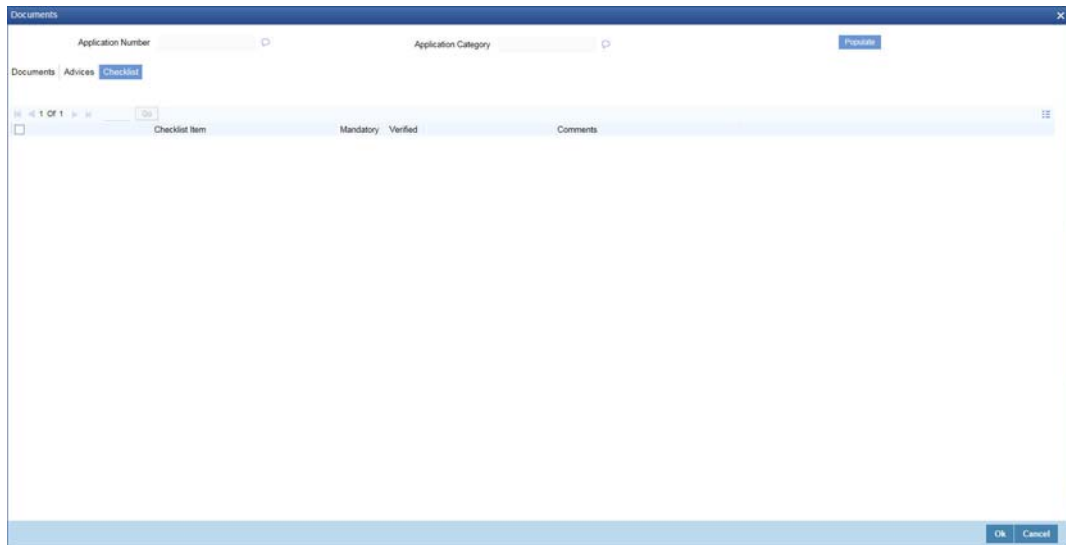 Documents
Application Number Application Category Populate
Documents Advices Checklist
1 Of 1 Go
Checklist Item Mandatory Verified Comments
Ok Cancel